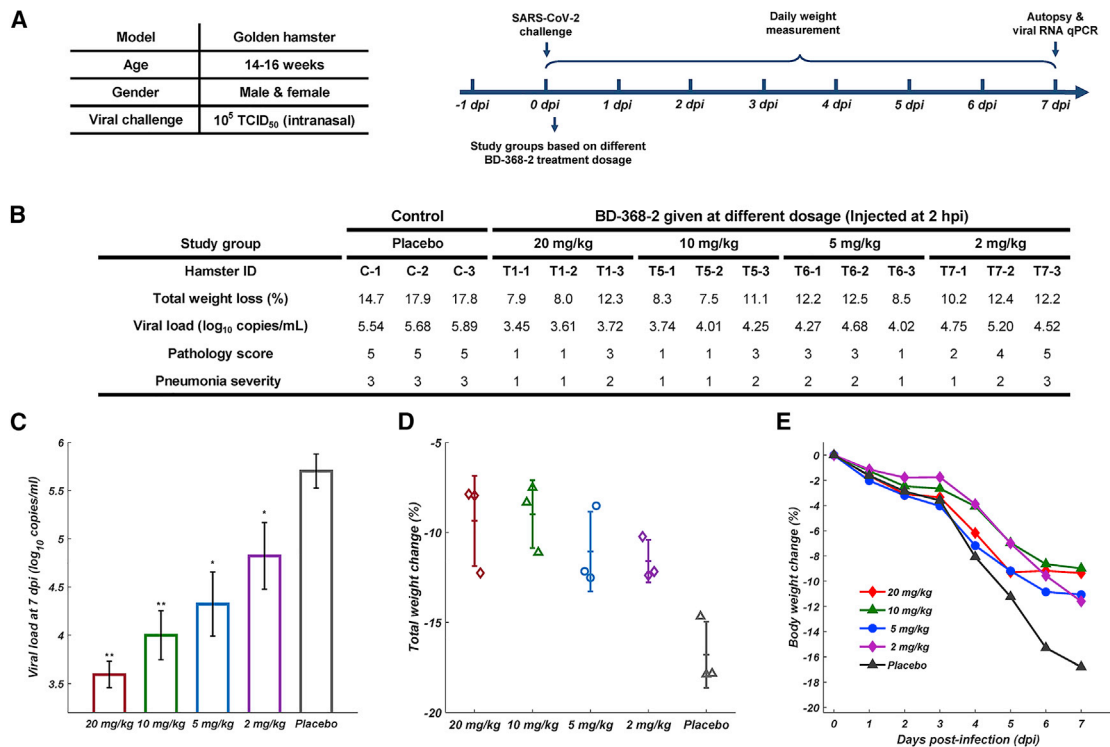 A
Model Golden hamster
Age 14-16 weeks
Gender Male & female
Viral challenge 10⁵ TCID₅₀ (intranasal)
SARS-CoV-2
challenge
Daily weight
measurement
Autopsy &
viral RNA qPCR
-1 dpi 0 dpi 1 dpi 2 dpi 3 dpi 4 dpi 5 dpi 6 dpi 7 dpi
Study groups based on different
BD-368-2 treatment dosage
B
Control BD-368-2 given at different dosage (Injected at 2 hpi)
Study group Placebo 20 mg/kg 10 mg/kg 5 mg/kg 2 mg/kg
Hamster ID C-1 C-2 C-3 T1-1 T1-2 T1-3 T5-1 T5-2 T5-3 T6-1 T6-2 T6-3 T7-1 T7-2 T7-3
Total weight loss (%) 14.7 17.9 17.8 7.9 8.0 12.3 8.3 7.5 11.1 12.2 12.5 8.5 10.2 12.4 12.2
Viral load (log₁₀ copies/mL) 5.54 5.68 5.89 3.45 3.61 3.72 3.74 4.01 4.25 4.27 4.68 4.02 4.75 5.20 4.52
Pathology score 5 5 5 1 1 3 1 1 3 3 3 1 2 4 5
Pneumonia severity 3 3 3 1 1 2 1 1 2 2 2 1 1 2 3
C
Viral load at 7 dpi (log₁₀ copies/ml)
6
5.5
5
4.5
4
3.5
**
**
*
*
20 mg/kg 10 mg/kg 5 mg/kg 2 mg/kg Placebo
D
Total weight change (%)
-5
-10
-15
-20
20 mg/kg 10 mg/kg 5 mg/kg 2 mg/kg Placebo
E
Body weight change (%)
0
-2
-4
-6
-8
-10
-12
-14
-16
-18
-20
20 mg/kg
10 mg/kg
5 mg/kg
2 mg/kg
Placebo
0 1 2 3 4 5 6 7
Days post-infection (dpi)